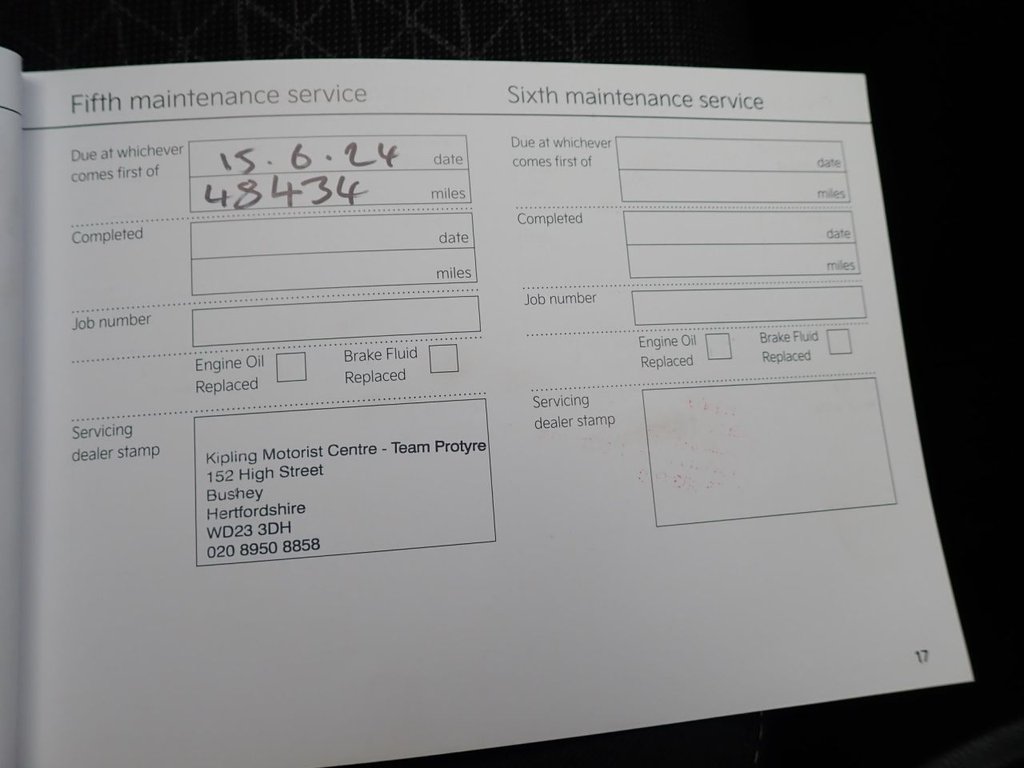 Fifth maintenance service
Due at whichever
comes first of
15.6.24 date
48434 miles
Completed
date
miles
Job number
Engine Oil
Replaced
Brake Fluid
Replaced
Servicing
dealer stamp
Kipling Motorist Centre - Team Protyre
152 High Street
Bushey
Hertfordshire
WD23 3DH
020 8950 8858
Sixth maintenance service
Due at whichever
comes first of
date
miles
Completed
date
miles
Job number
Engine Oil
Replaced
Brake Fluid
Replaced
Servicing
dealer stamp
17